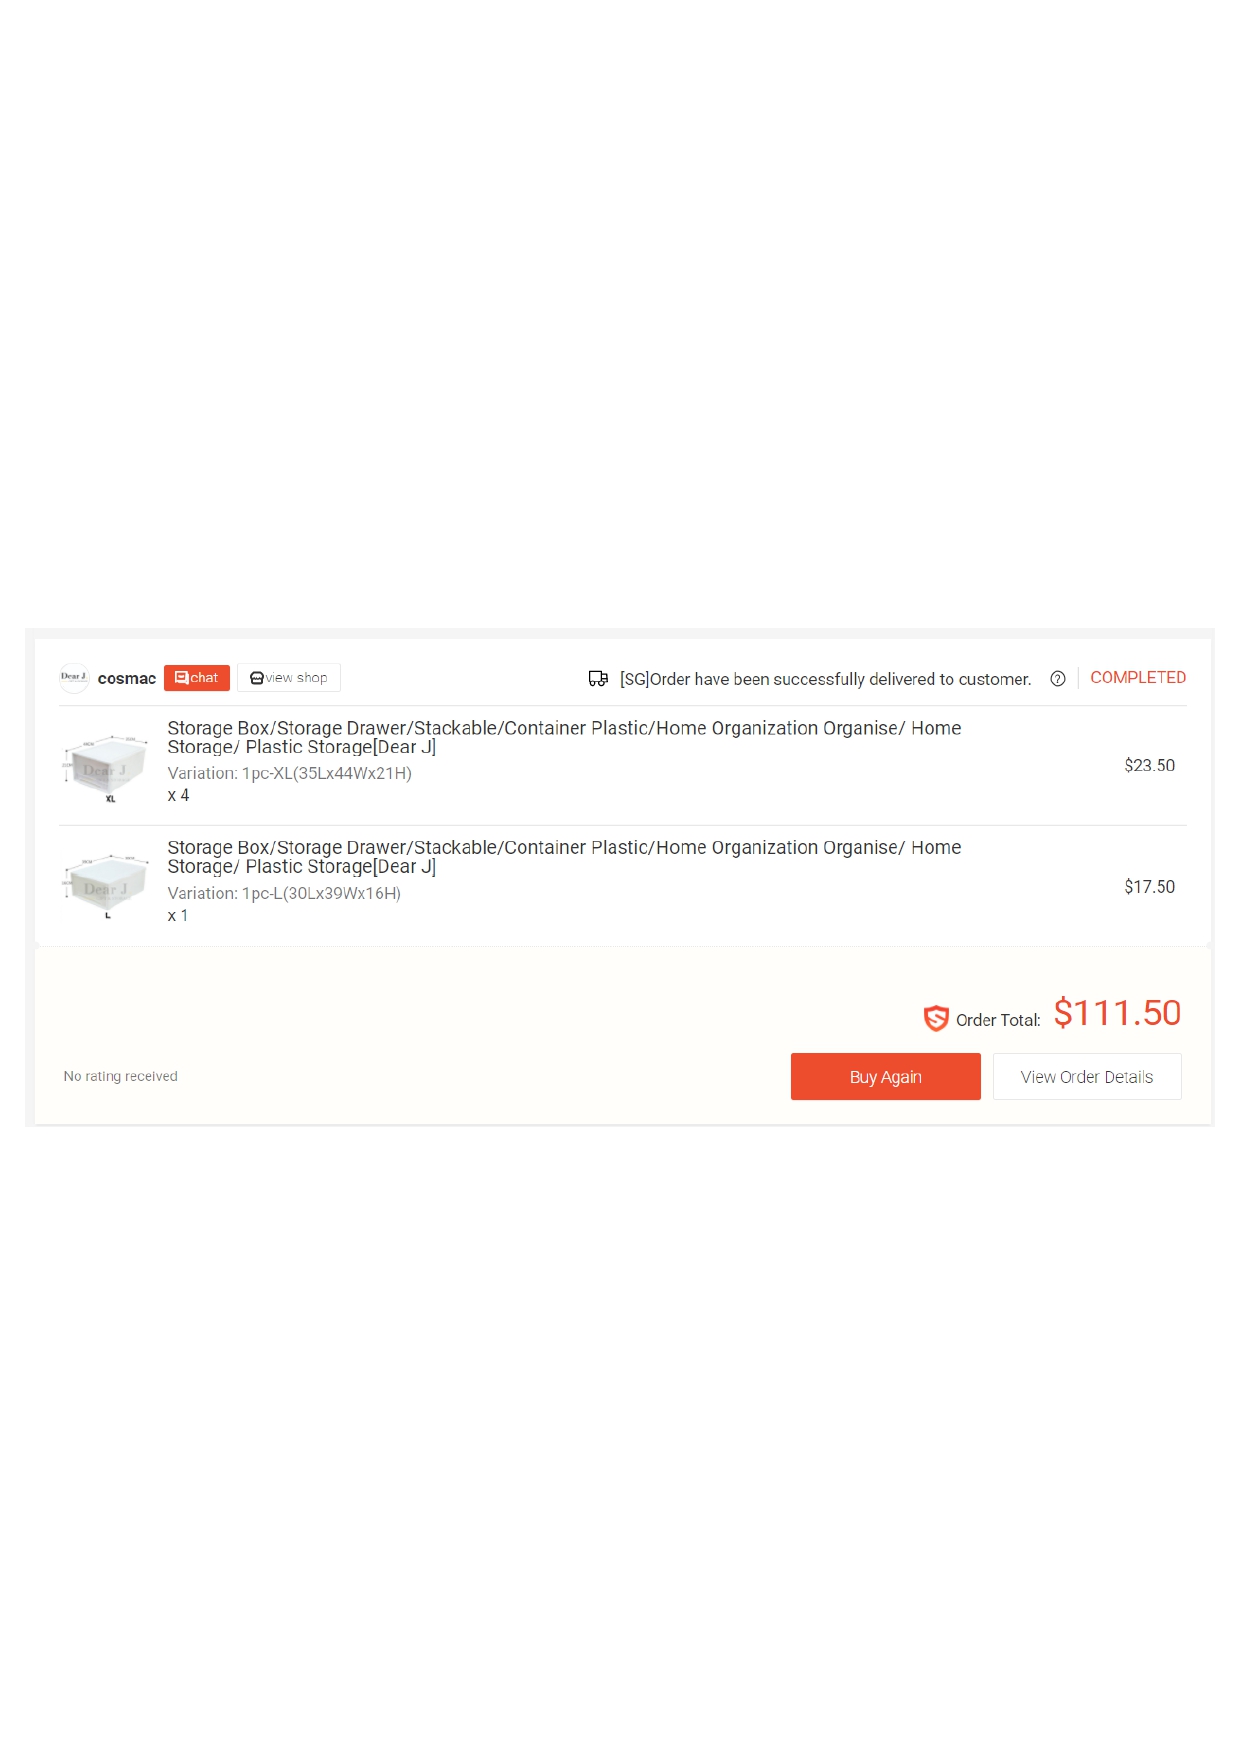 Dear J
cosmac
chat
view shop
[SG]Order have been successfully delivered to customer.
COMPLETED
Storage Box/Storage Drawer/Stackable/Container Plastic/Home Organization Organise/ Home
Storage/ Plastic Storage[Dear J]
Variation: 1pc-XL(35Lx44Wx21H)
x 4
$23.50
Dear J
XL
Storage Box/Storage Drawer/Stackable/Container Plastic/Home Organization Organise/ Home
Storage/ Plastic Storage[Dear J]
Variation: 1pc-L(30Lx39Wx16H)
x 1
$17.50
Dear J
L
Order Total: $111.50
No rating received
Buy Again
View Order Details